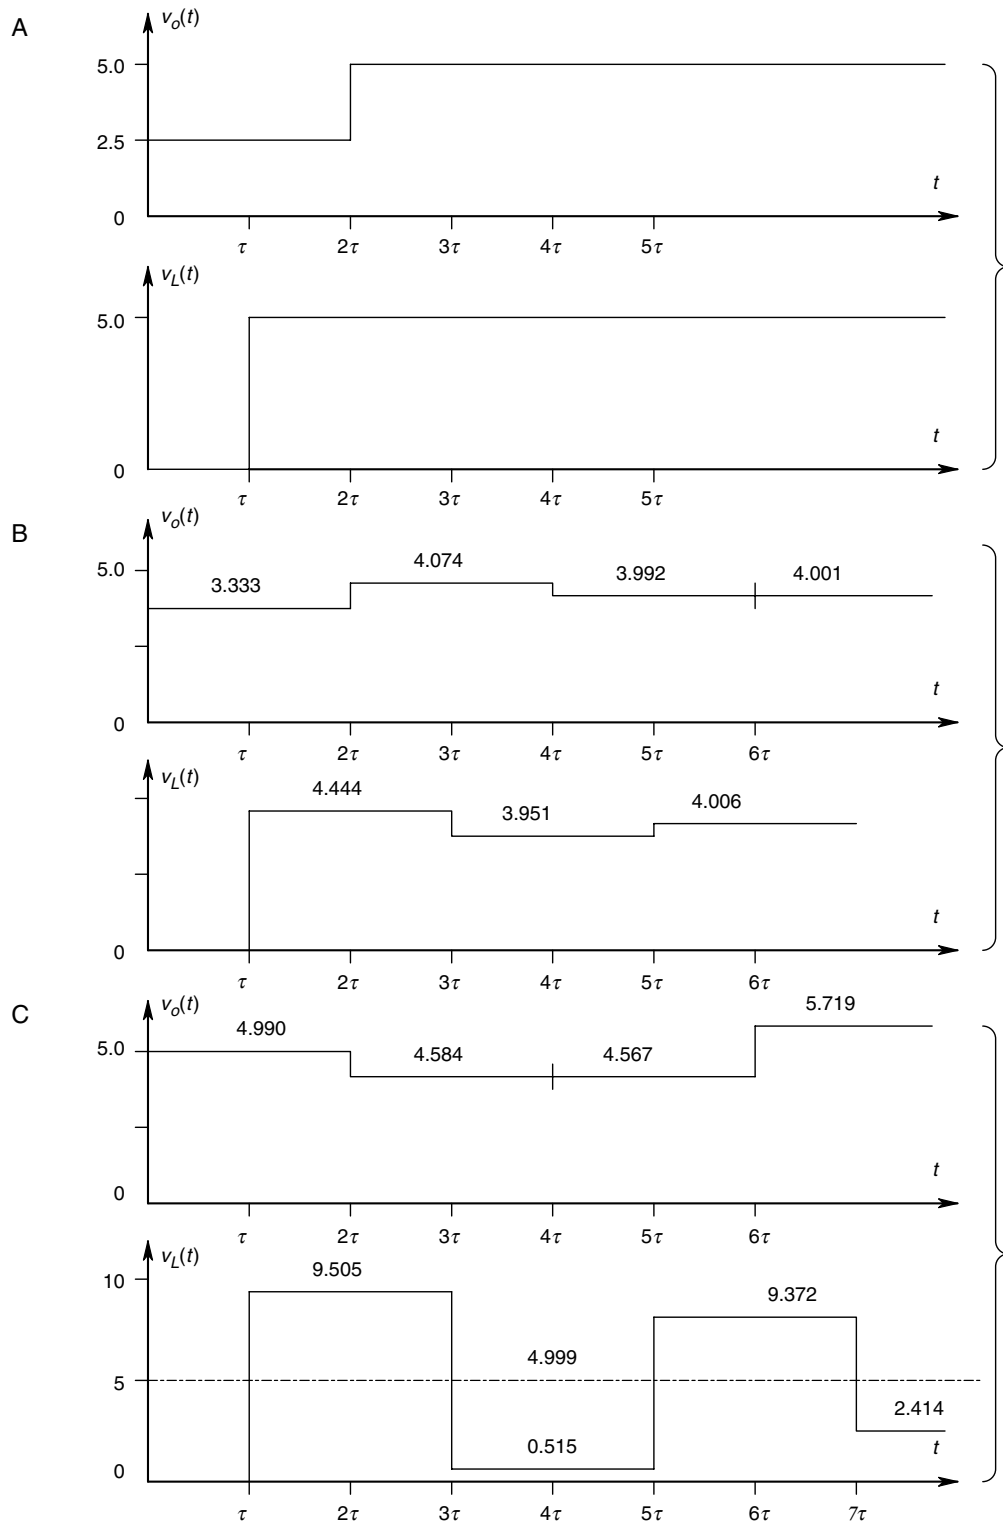 A
v_o(t)
5.0
2.5
t
0
τ 2τ 3τ 4τ 5τ
v_L(t)
5.0
t
0
τ 2τ 3τ 4τ 5τ
B
v_o(t)
5.0
3.333 4.074 3.992 4.001
t
0
τ 2τ 3τ 4τ 5τ 6τ
v_L(t)
4.444 3.951 4.006
t
0
τ 2τ 3τ 4τ 5τ 6τ
C
v_o(t)
5.0
4.990 4.584 4.567 5.719
t
0
τ 2τ 3τ 4τ 5τ 6τ
v_L(t)
10
9.505 9.372
4.999
5
2.414
0.515
t
0
τ 2τ 3τ 4τ 5τ 6τ 7τ